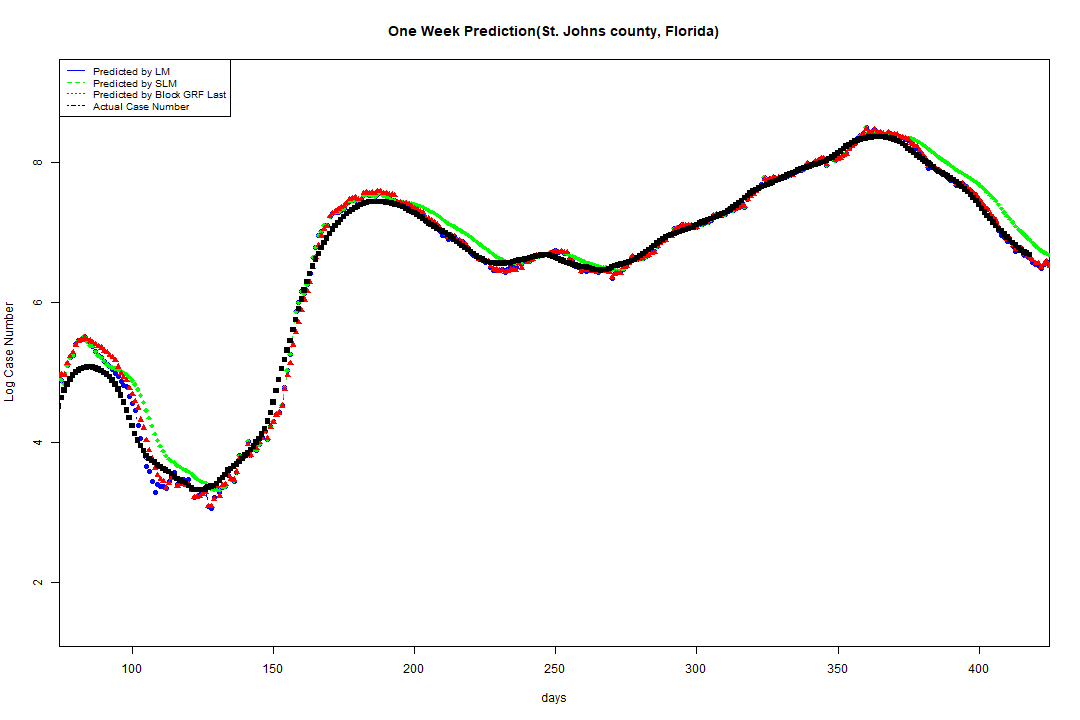 One Week Prediction(St. Johns county, Florida)
Predicted by LM
Predicted by SLM
Predicted by Block GRF Last
Actual Case Number
Log Case Number
8
6
4
2
100 150 200 250 300 350 400
days